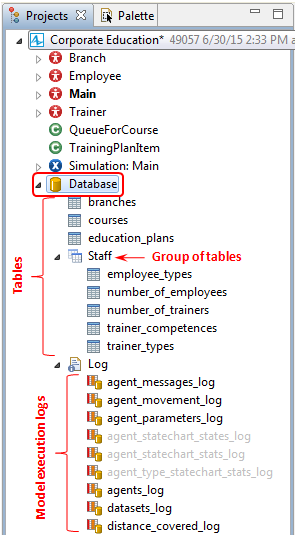 Projects Palette
Corporate Education* 49057 6/30/15 2:33 PM
Branch
Employee
Main
Trainer
QueueForCourse
TrainingPlanItem
Simulation: Main
Database
branches
courses
education_plans
Staff Group of tables
employee_types
number_of_employees
number_of_trainers
trainer_competences
trainer_types
Tables
Log
agent_messages_log
agent_movement_log
agent_parameters_log
agent_statechart_states_log
agent_statechart_stats_log
agent_type_statechart_stats_log
agents_log
datasets_log
distance_covered_log
Model execution logs